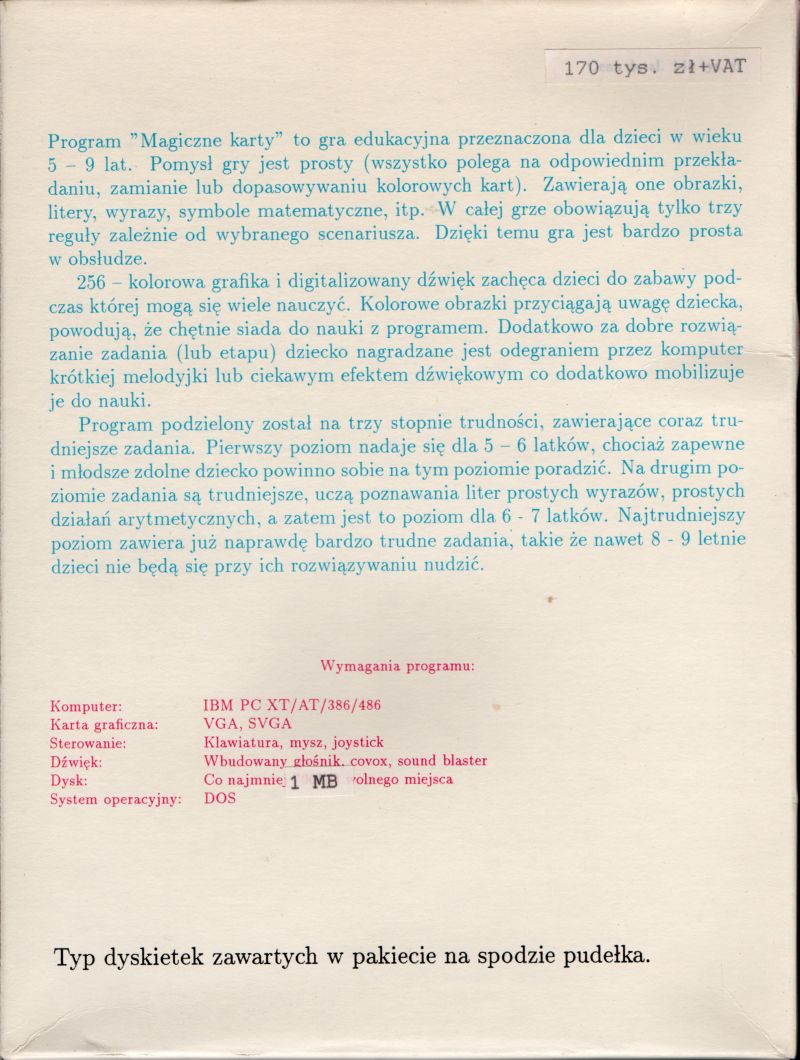 170 tys. zł+VAT
Program ”Magiczne karty” to gra edukacyjna przeznaczona dla dzieci w wieku
5 – 9 lat. Pomysł gry jest prosty (wszystko polega na odpowiednim przekła-
daniu, zamianie lub dopasowywaniu kolorowych kart). Zawierają one obrazki,
litery, wyrazy, symbole matematyczne, itp. W całej grze obowiązują tylko trzy
reguły zależnie od wybranego scenariusza. Dzięki temu gra jest bardzo prosta
w obsłudze.
256 – kolorowa grafika i digitalizowany dźwięk zachęca dzieci do zabawy pod-
czas której mogą się wiele nauczyć. Kolorowe obrazki przyciągają uwagę dziecka,
powodują, że chętnie siada do nauki z programem. Dodatkowo za dobre rozwią-
zanie zadania (lub etapu) dziecko nagradzane jest odegraniem przez komputer
krótkiej melodyjki lub ciekawym efektem dźwiękowym co dodatkowo mobilizuje
je do nauki.
Program podzielony został na trzy stopnie trudności, zawierające coraz tru-
dniejsze zadania. Pierwszy poziom nadaje się dla 5 – 6 latków, chociaż zapewne
i młodsze zdolne dziecko powinno sobie na tym poziomie poradzić. Na drugim po-
ziomie zadania są trudniejsze, uczą poznawania liter prostych wyrazów, prostych
działań arytmetycznych, a zatem jest to poziom dla 6 - 7 latków. Najtrudniejszy
poziom zawiera już naprawdę bardzo trudne zadania, takie że nawet 8 - 9 letnie
dzieci nie będą się przy ich rozwiązywaniu nudzić.
Wymagania programu:
Komputer: IBM PC XT/AT/386/486
Karta graficzna: VGA, SVGA
Sterowanie: Klawiatura, mysz, joystick
Dźwięk: Wbudowany głośnik, covox, sound blaster
Dysk: Co najmniej 1 MB wolnego miejsca
System operacyjny: DOS
Typ dyskietek zawartych w pakiecie na spodzie pudełka.